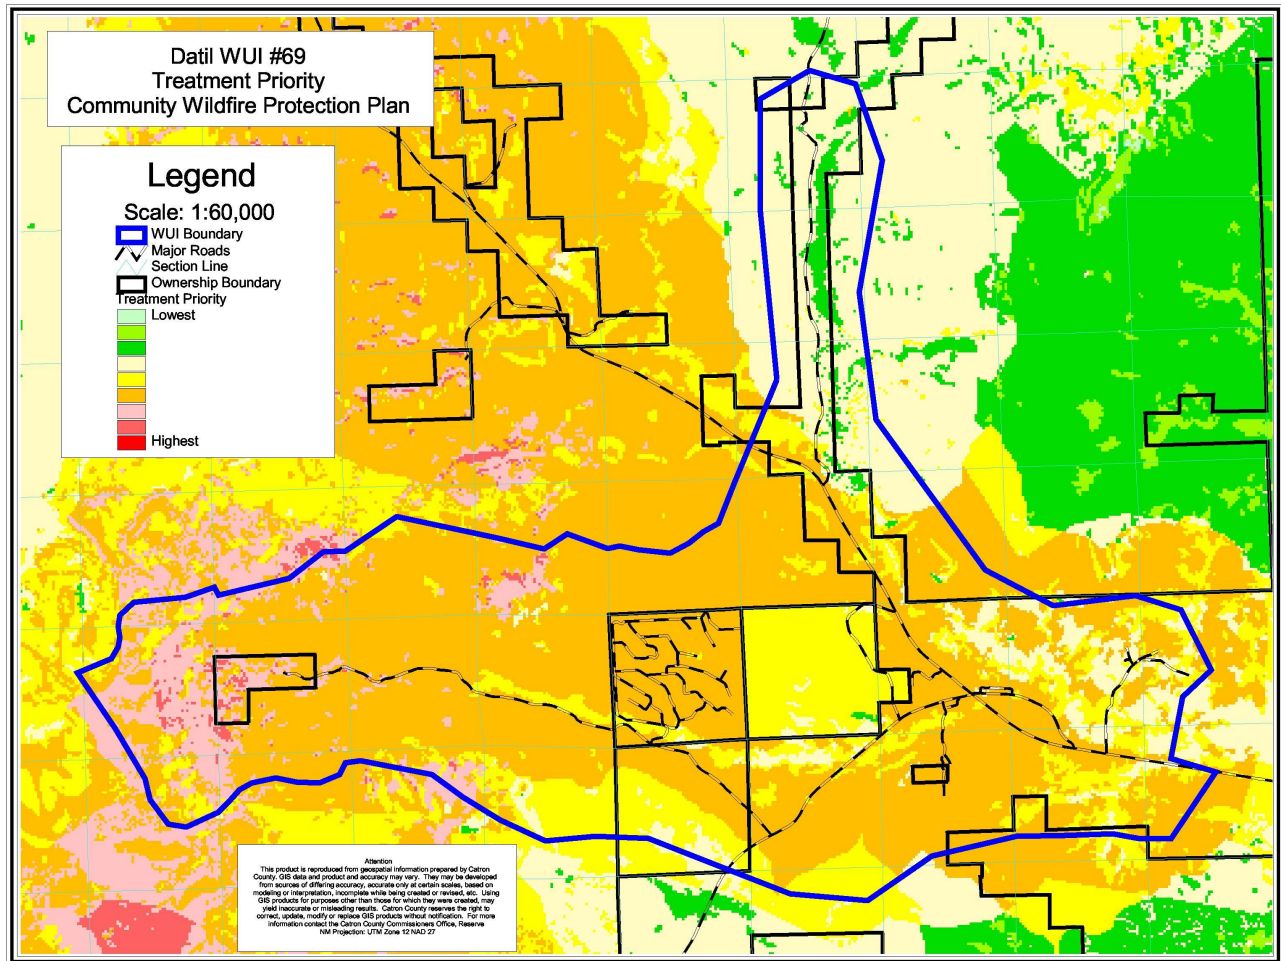 Datil WUI #69
Treatment Priority
Community Wildfire Protection Plan
Legend
Scale: 1:60,000
WUI Boundary
Major Roads
Section Line
Ownership Boundary
Treatment Priority
Lowest
Highest
Attention
This product is reproduced from geospatial information prepared by Catron
County. GIS data and product and accuracy may vary. They may be developed
from sources of differing accuracy, accurate only at certain scales, based on
modeling or interpretation, incomplete while being created or revised, etc. Using
GIS products for purposes other than those for which they were created, may
yield inaccurate or misleading results. Catron County reserves the right to
correct, update, modify or replace GIS products without notification. For more
information contact the Catron County Commissioners Office, Reserve
NM Projection: UTM Zone 12 NAD 27